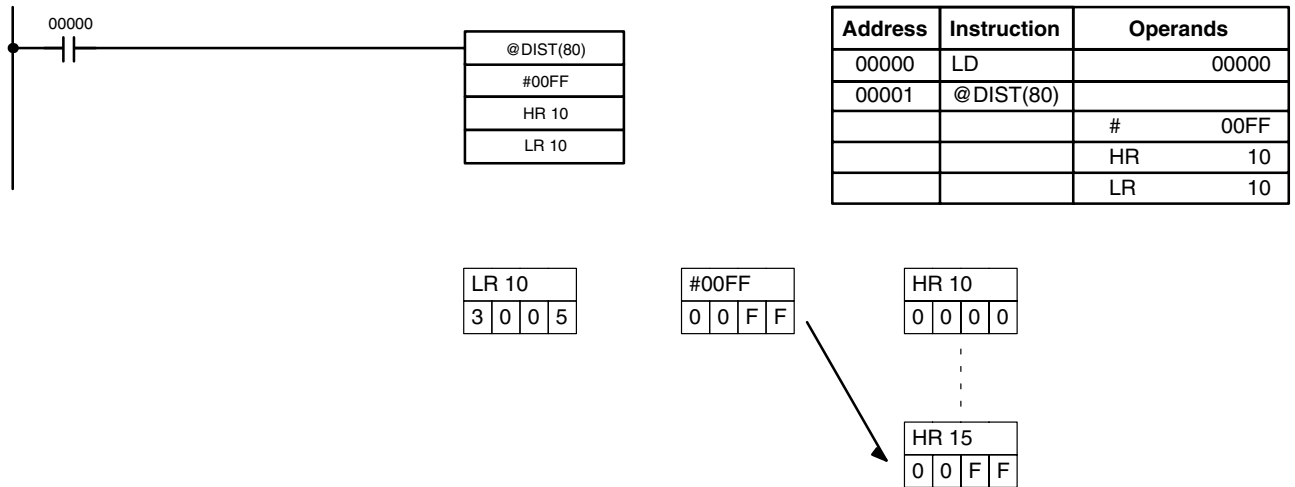 00000
@DIST(80)
#00FF
HR 10
LR 10
Address Instruction Operands
00000 LD 00000
00001 @DIST(80)
# 00FF
HR 10
LR 10
LR 10
3 0 0 5
#00FF
0 0 F F
HR 10
0 0 0 0
HR 15
0 0 F F